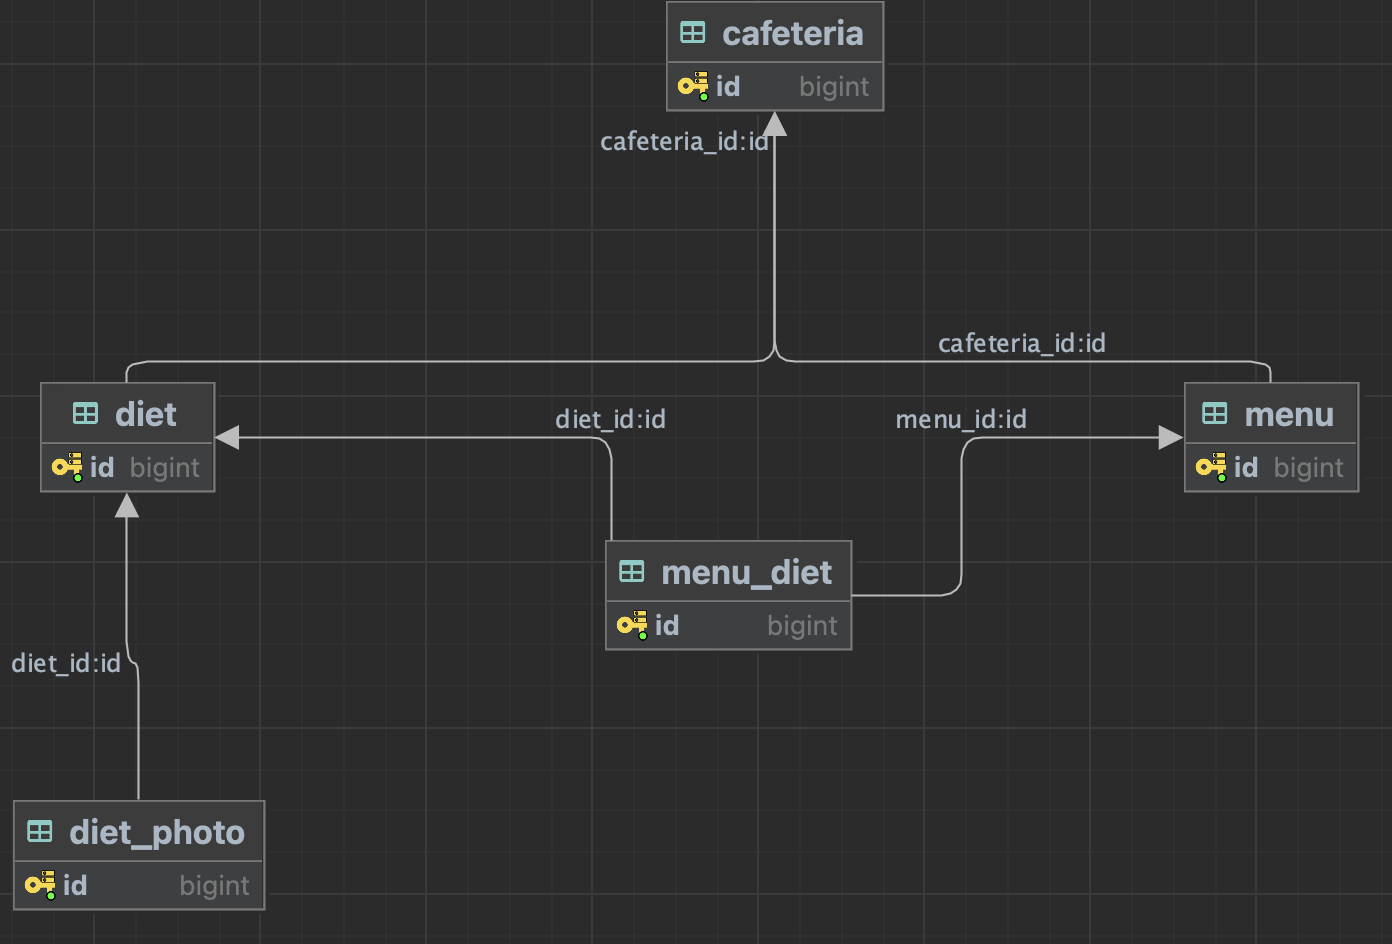 cafeteria
id bigint
cafeteria_id:id
cafeteria_id:id
diet
id bigint
diet_id:id
menu_id:id
menu
id bigint
menu_diet
id bigint
diet_id:id
diet_photo
id bigint